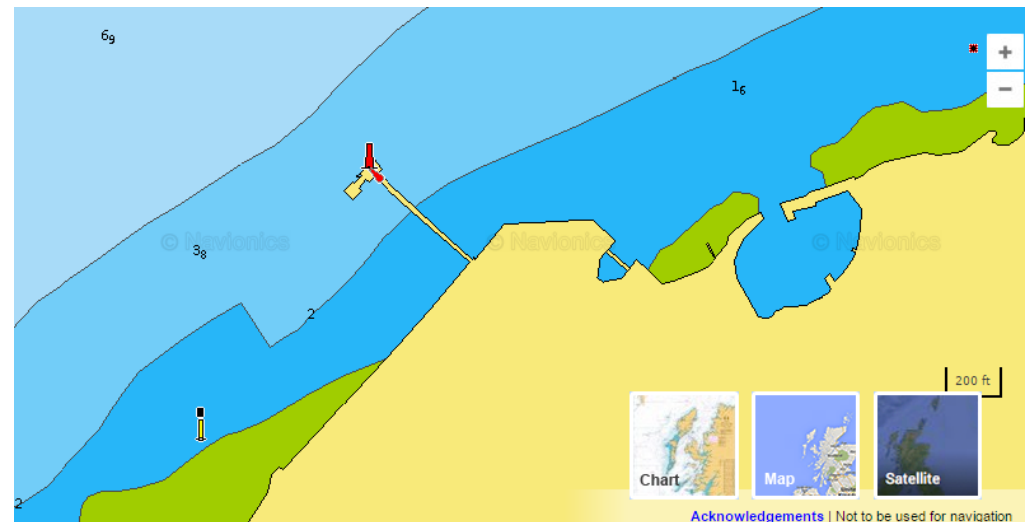 6₉
+
1₆
−
© Navionics
© Navionics
© Navionics
3₈
2
200 ft
Chart
Map
Satellite
2
Acknowledgements | Not to be used for navigation